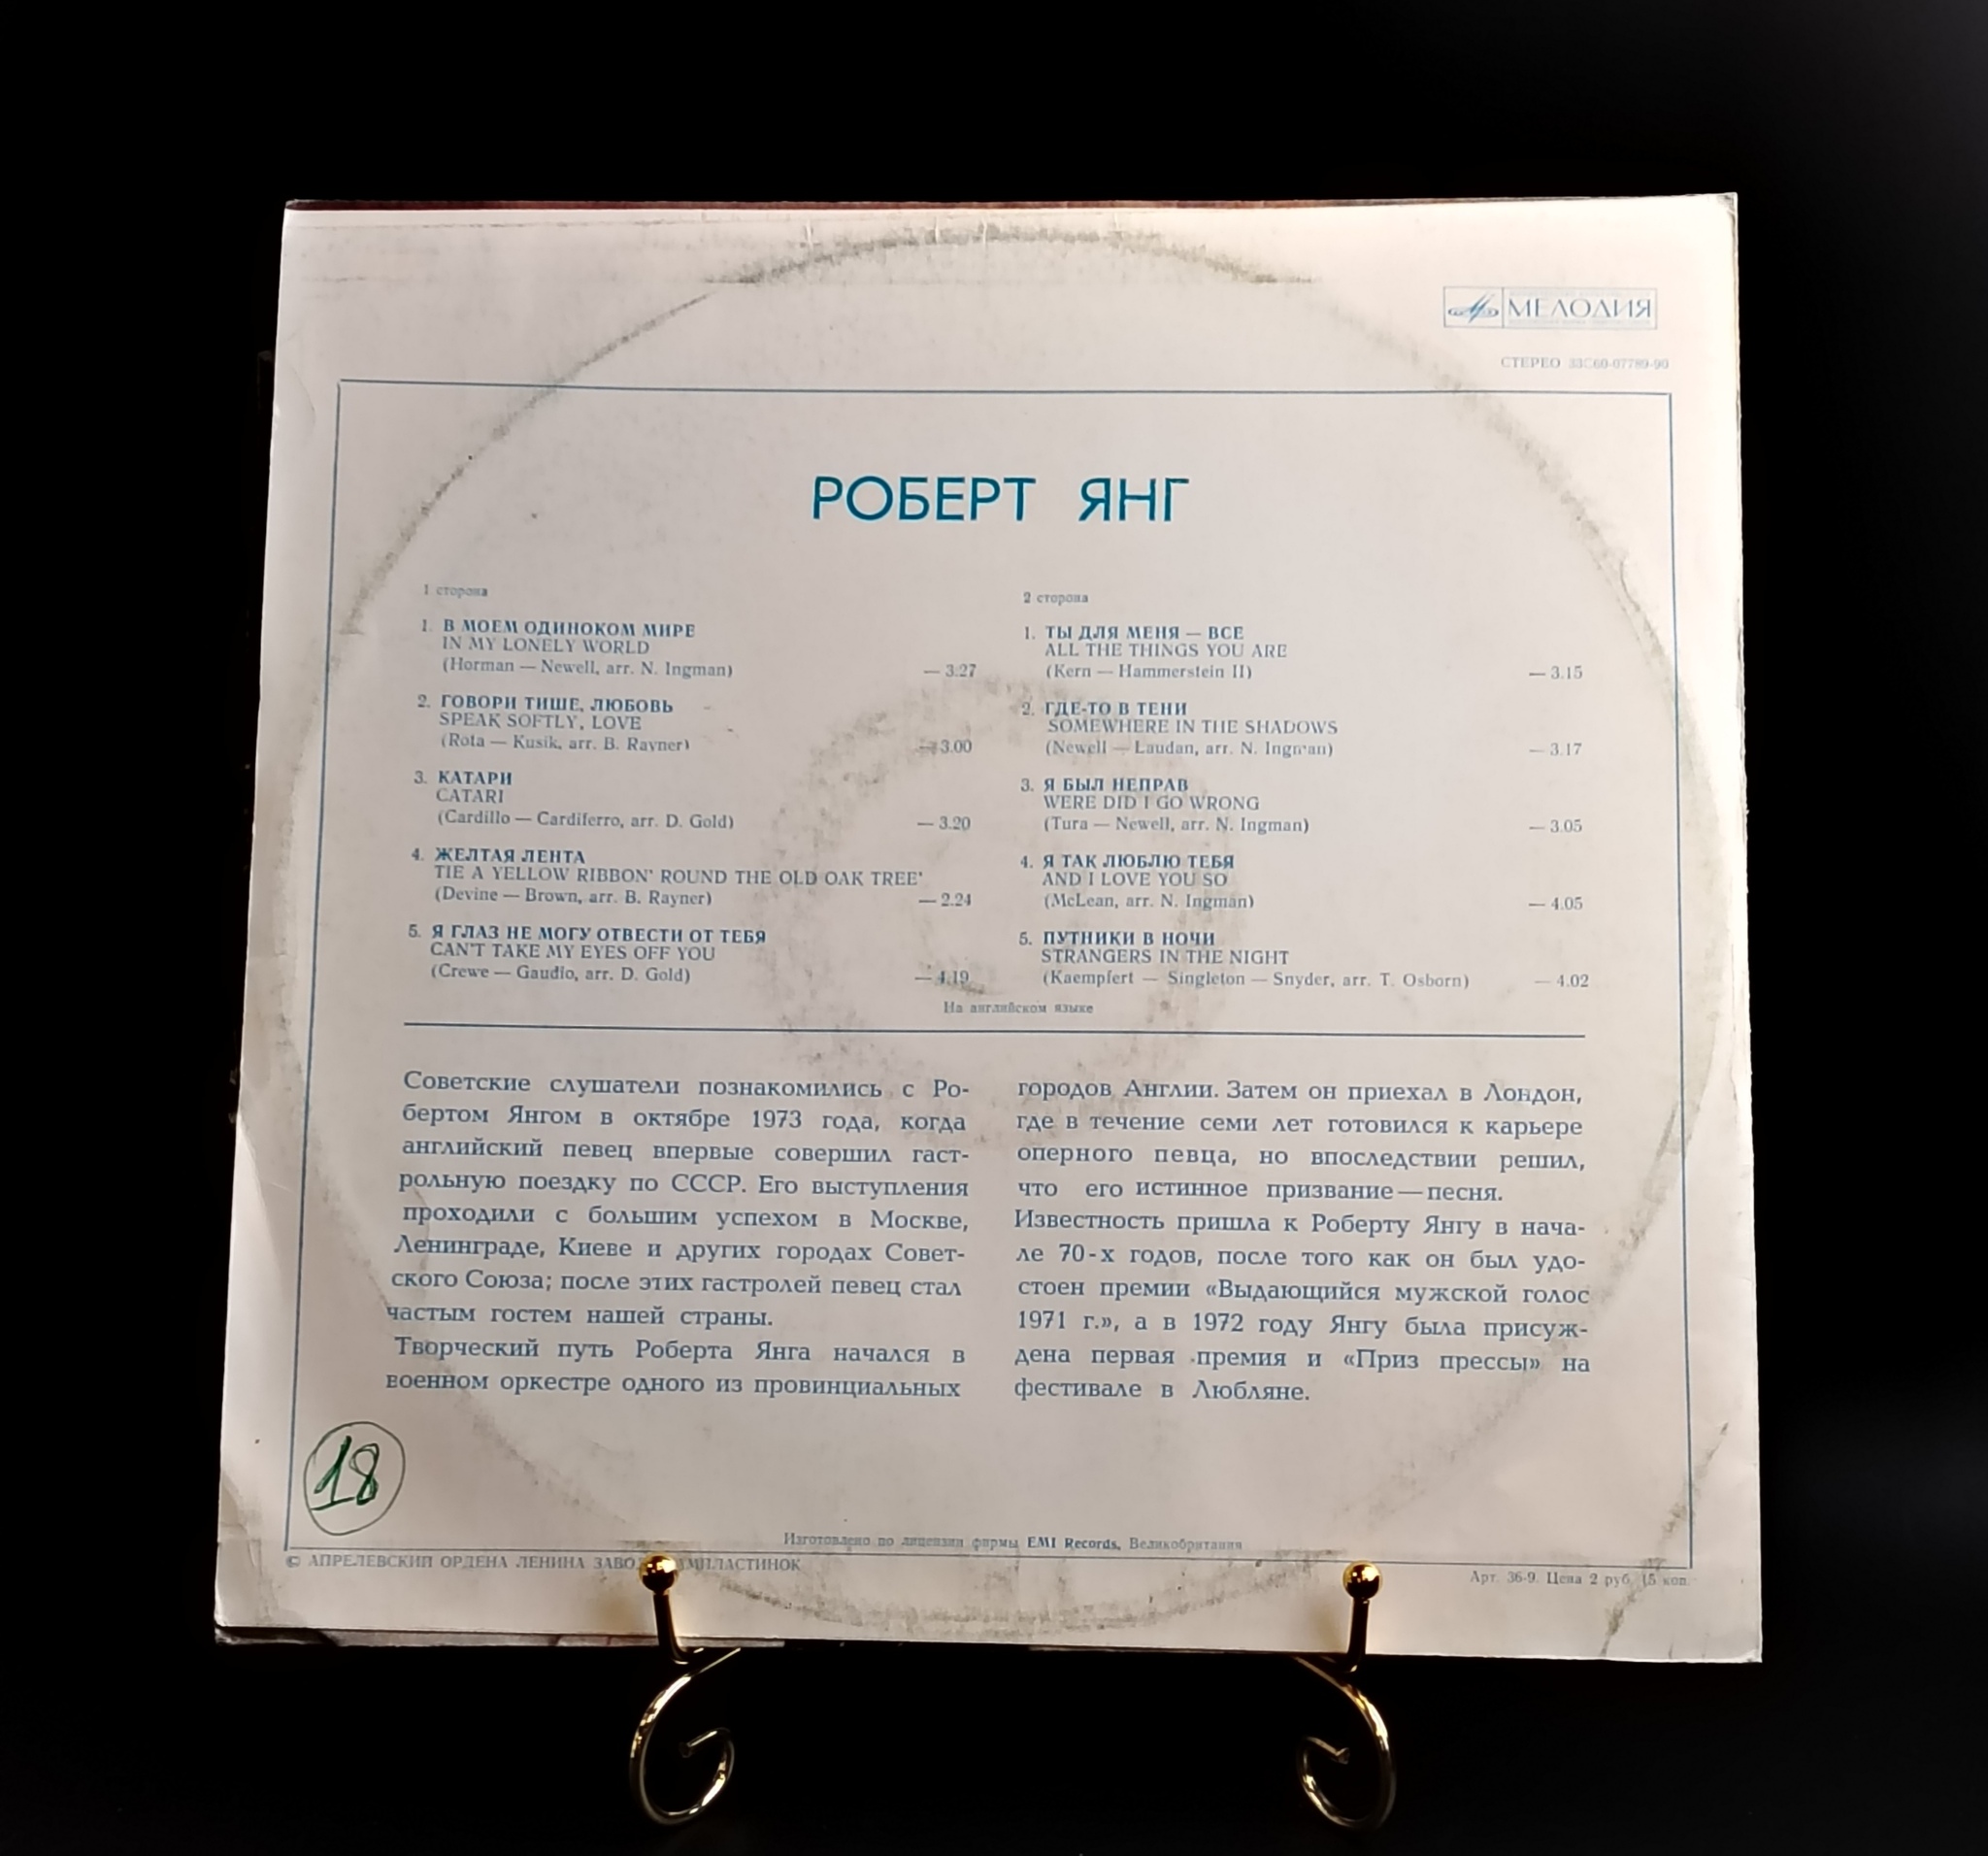 МЕЛОДИЯ
СТЕРЕО 33С60-07789-90
РОБЕРТ ЯНГ
1 сторона
1. В МОЕМ ОДИНОКОМ МИРЕ
IN MY LONELY WORLD
(Horman — Newell, arr. N. Ingman) — 3.27
2. ГОВОРИ ТИШЕ, ЛЮБОВЬ
SPEAK SOFTLY, LOVE
(Rota — Kusik, arr. B. Rayner) — 3.00
3. КАТАРИ
CATARI
(Cardillo — Cardiferro, arr. D. Gold) — 3.20
4. ЖЕЛТАЯ ЛЕНТА
TIE A YELLOW RIBBON' ROUND THE OLD OAK TREE'
(Devine — Brown, arr. B. Rayner) — 2.24
5. Я ГЛАЗ НЕ МОГУ ОТВЕСТИ ОТ ТЕБЯ
CAN'T TAKE MY EYES OFF YOU
(Crewe — Gaudio, arr. D. Gold) — 4.19
2 сторона
1. ТЫ ДЛЯ МЕНЯ — ВСЕ
ALL THE THINGS YOU ARE
(Kern — Hammerstein II) — 3.15
2. ГДЕ-ТО В ТЕНИ
SOMEWHERE IN THE SHADOWS
(Newell — Laudan, arr. N. Ingman) — 3.17
3. Я БЫЛ НЕПРАВ
WERE DID I GO WRONG
(Tura — Newell, arr. N. Ingman) — 3.05
4. Я ТАК ЛЮБЛЮ ТЕБЯ
AND I LOVE YOU SO
(McLean, arr. N. Ingman) — 4.05
5. ПУТНИКИ В НОЧИ
STRANGERS IN THE NIGHT
(Kaempfert — Singleton — Snyder, arr. T. Osborn) — 4.02
На английском языке
Советские слушатели познакомились с Ро-
бертом Янгом в октябре 1973 года, когда
английский певец впервые совершил гаст-
рольную поездку по СССР. Его выступления
проходили с большим успехом в Москве,
Ленинграде, Киеве и других городах Совет-
ского Союза; после этих гастролей певец стал
частым гостем нашей страны.
Творческий путь Роберта Янга начался в
военном оркестре одного из провинциальных
городов Англии. Затем он приехал в Лондон,
где в течение семи лет готовился к карьере
оперного певца, но впоследствии решил,
что его истинное призвание — песня.
Известность пришла к Роберту Янгу в нача-
ле 70-х годов, после того как он был удо-
стоен премии «Выдающийся мужской голос
1971 г.», а в 1972 году Янгу была присуж-
дена первая премия и «Приз прессы» на
фестивале в Любляне.
18
Изготовлено по лицензии фирмы EMI Records, Великобритания
© АПРЕЛЕВСКИЙ ОРДЕНА ЛЕНИНА ЗАВО МПЛАСТИНОК
Арт. 36-9. Цена 2 руб. 15 коп.